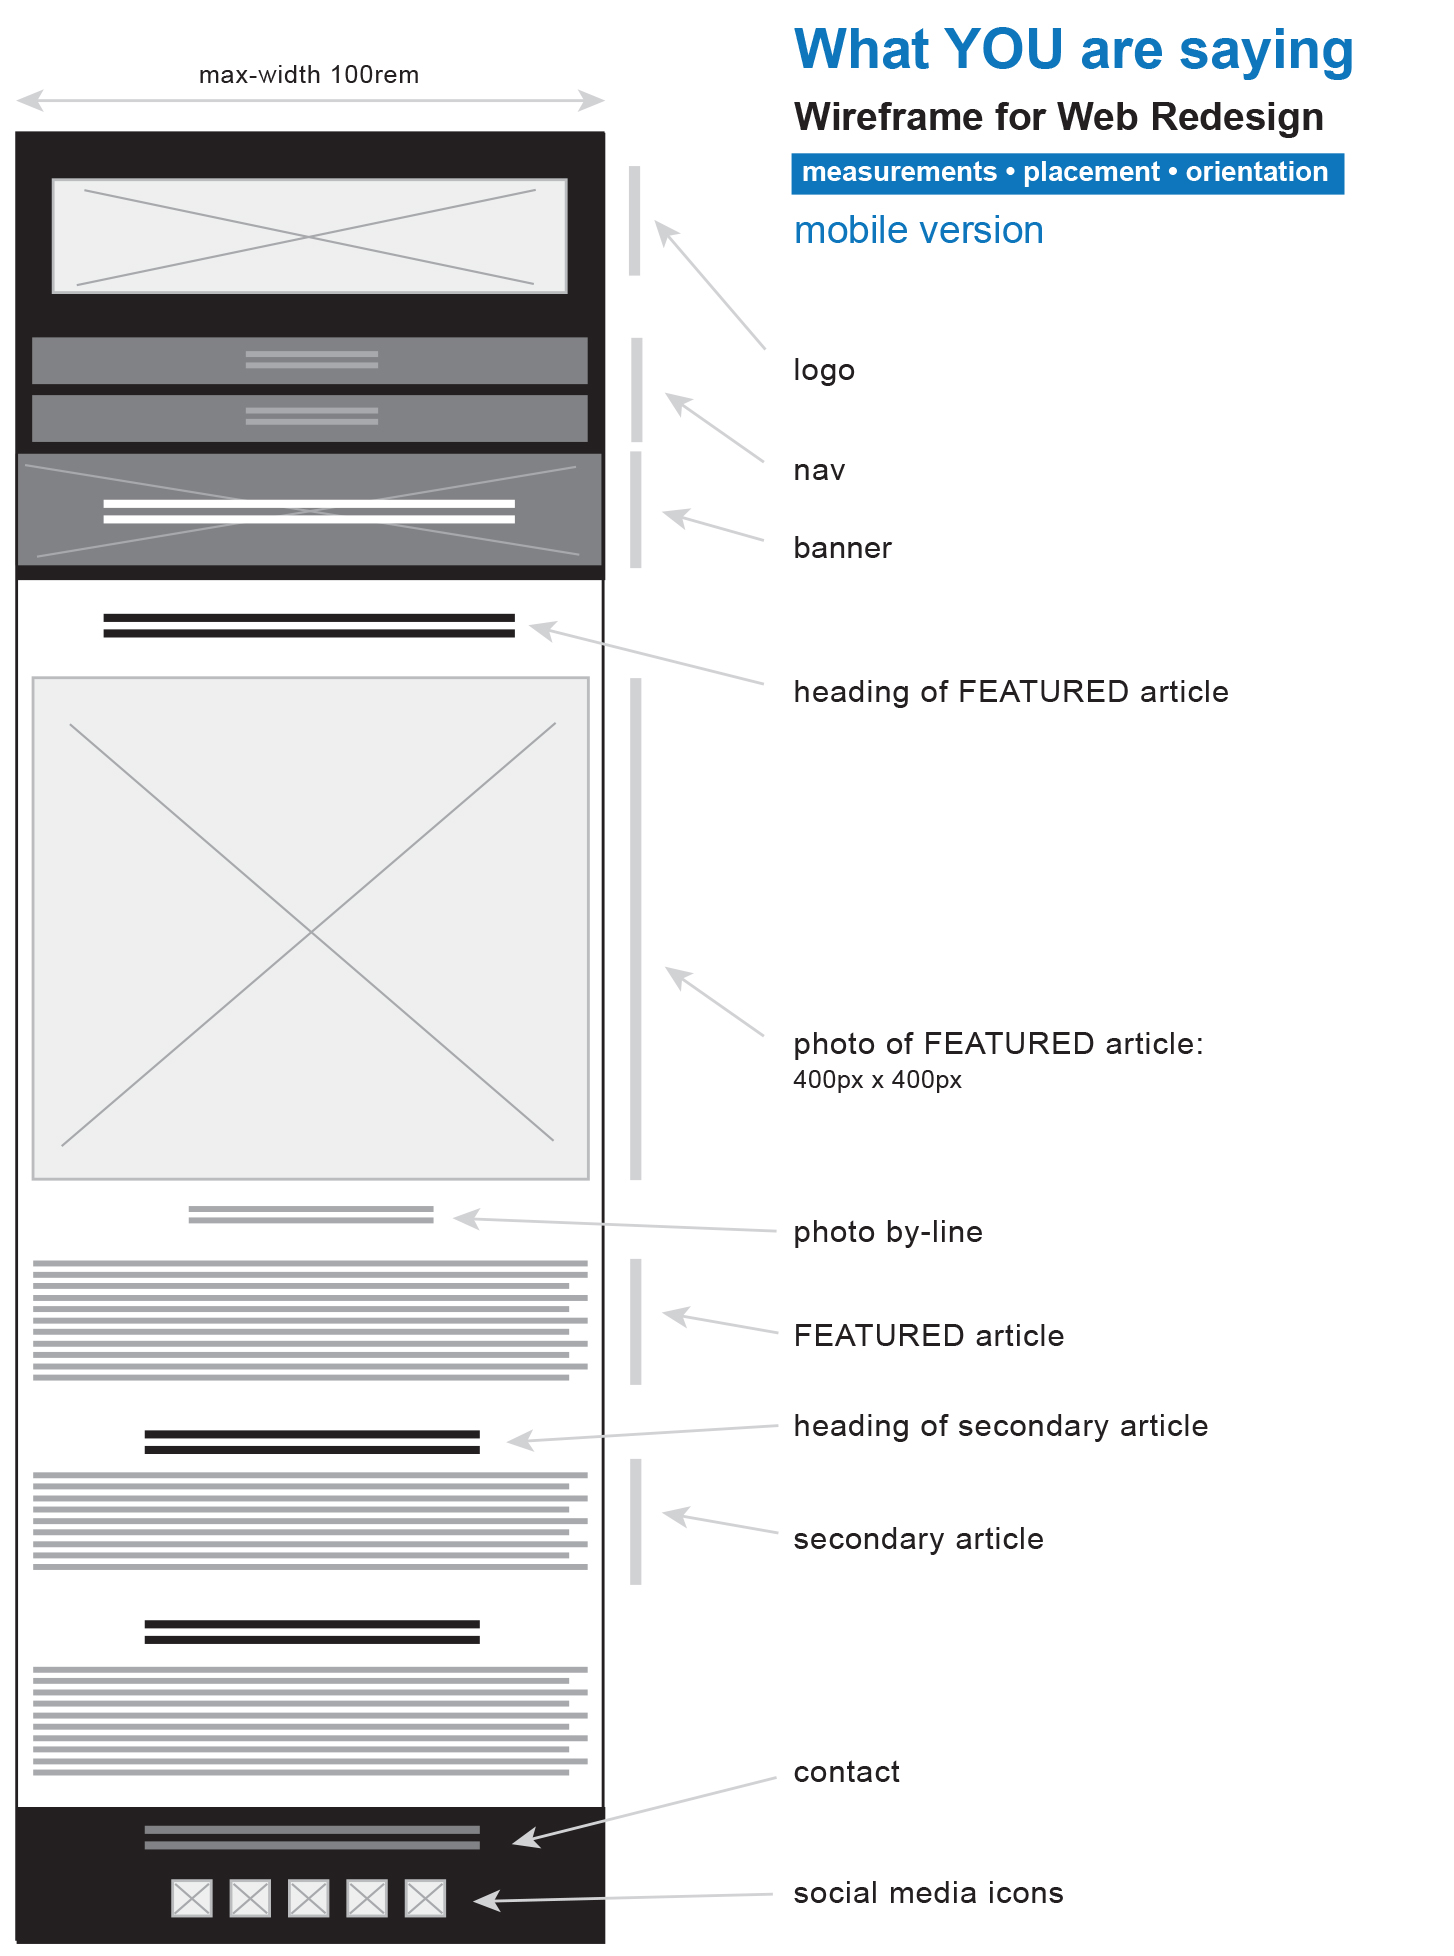 What YOU are saying
Wireframe for Web Redesign
measurements • placement • orientation
mobile version
max-width 100rem
logo
nav
banner
heading of FEATURED article
photo of FEATURED article:
400px x 400px
photo by-line
FEATURED article
heading of secondary article
secondary article
contact
social media icons